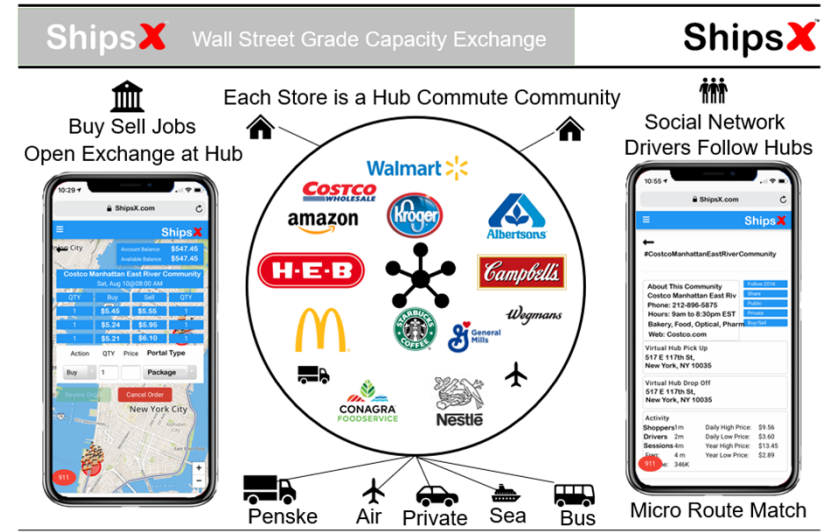 ShipsX Wall Street Grade Capacity Exchange
ShipsX™
Buy Sell Jobs
Open Exchange at Hub
Each Store is a Hub Commute Community
Social Network
Drivers Follow Hubs
10:29
ShipsX.com
ShipsX
Account Balance $547.45
Available Balance $547.45
Costco Manhattan East River Community
Sat, Aug 10@08:00 AM
QTY Buy Sell QTY
1 $5.45 $5.55 1
1 $5.24 $5.95 1
1 $5.21 $6.10 1
Action QTY Price Portal Type
Buy 1 Package
Review Order Cancel Order
New York City
911
+
-
Walmart
COSTCO
WHOLESALE
amazon
Kroger
Albertsons
H-E-B
Campbell's
STARBUCKS
COFFEE
General
Mills
Wegmans
CONAGRA
FOODSERVICE
Nestlé
Penske
Air
Private
Sea
Bus
10:55
ShipsX.com
ShipsX
#CostcoManhattanEastRiverCommunity
About This Community
Costco Manhattan East Riv
Phone: 212-896-5875
Hours: 9am to 8:30pm EST
Bakery, Food, Optical, Pharm
Web: Costco.com
Share
Public
Private
Buy/Sell
Virtual Hub Pick Up
517 E 117th St,
New York, NY 10035
Virtual Hub Drop Off
517 E 117th St,
New York, NY 10035
Activity
Shoppers 1m Daily High Price: $9.56
Drivers 2m Daily Low Price: $3.60
Sessions 4m Year High Price: $13.45
4 m Year Low Price: $2.89
911 346K
Micro Route Match